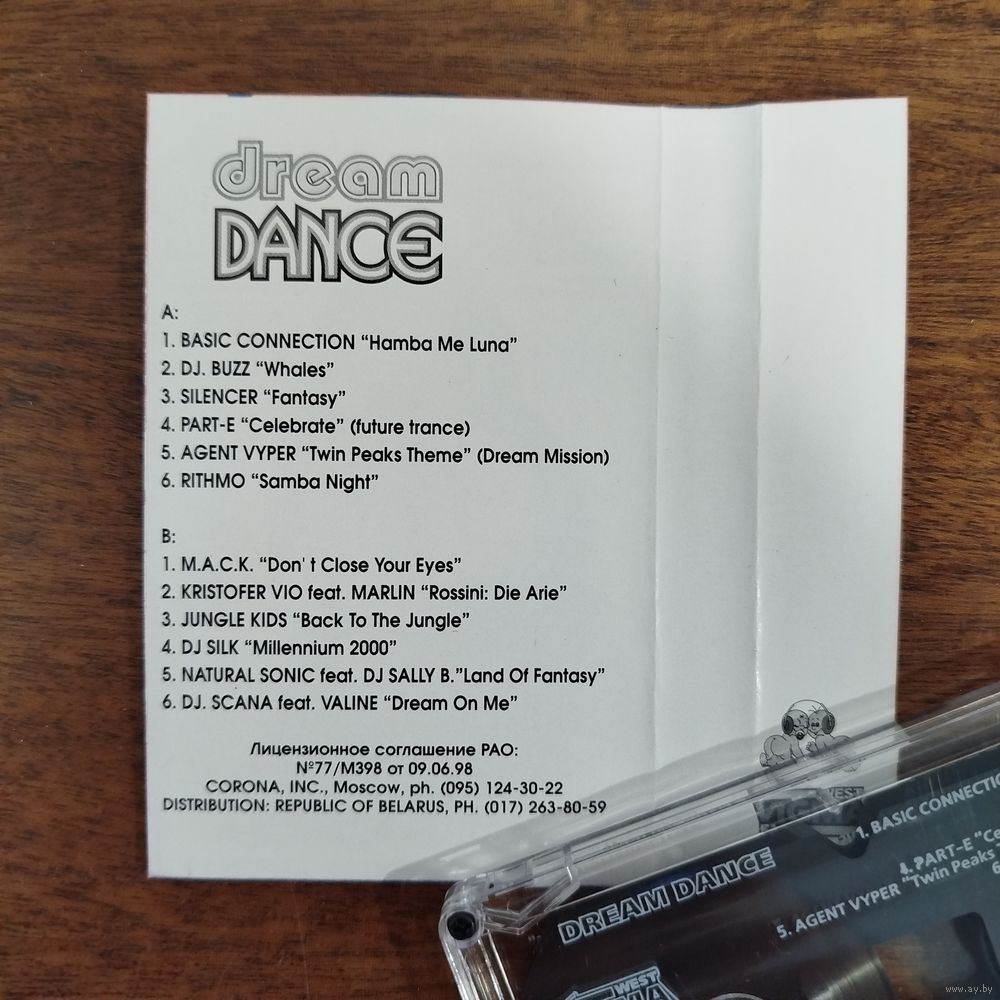 dream
DANCE
A:
1. BASIC CONNECTION “Hamba Me Luna”
2. DJ. BUZZ “Whales”
3. SILENCER “Fantasy”
4. PART-E “Celebrate” (future trance)
5. AGENT VYPER “Twin Peaks Theme” (Dream Mission)
6. RITHMO “Samba Night”
B:
1. M.A.C.K. “Don' t Close Your Eyes”
2. KRISTOFER VIO feat. MARLIN “Rossini: Die Arie”
3. JUNGLE KIDS “Back To The Jungle”
4. DJ SILK “Millennium 2000”
5. NATURAL SONIC feat. DJ SALLY B.”Land Of Fantasy”
6. DJ. SCANA feat. VALINE “Dream On Me”
Лицензионное соглашение РАО:
№77/М398 от 09.06.98
CORONA, INC., Moscow, ph. (095) 124-30-22
DISTRIBUTION: REPUBLIC OF BELARUS, PH. (017) 263-80-59
WEST
1. BASIC CONNECTIO
4. PART-E “Ce
DREAM DANCE
5. AGENT VYPER “Twin Peaks
6
WEST
www.ay.by